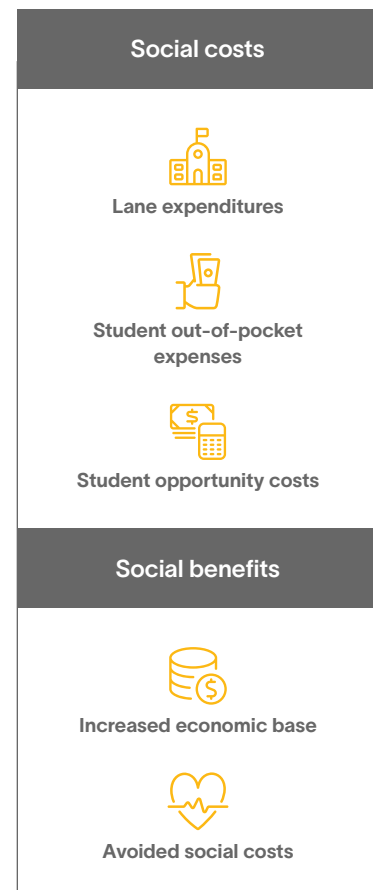 Social costs
Lane expenditures
Student out-of-pocket
expenses
$
Student opportunity costs
Social benefits
$
Increased economic base
Avoided social costs